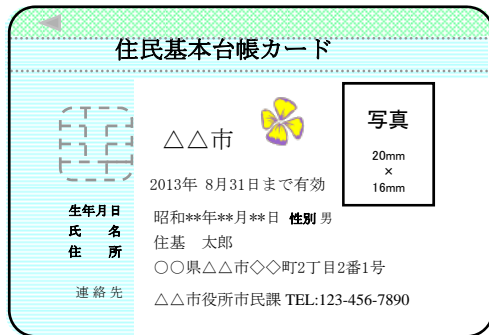 住民基本台帳カード
写真
20mm
×
16mm
△△市
2013年 8月31日まで有効
生年月日 昭和**年**月**日 性別 男
氏 名 住基 太郎
住 所 〇〇県△△市◇◇町2丁目2番1号
連絡先 △△市役所市民課 TEL:123-456-7890